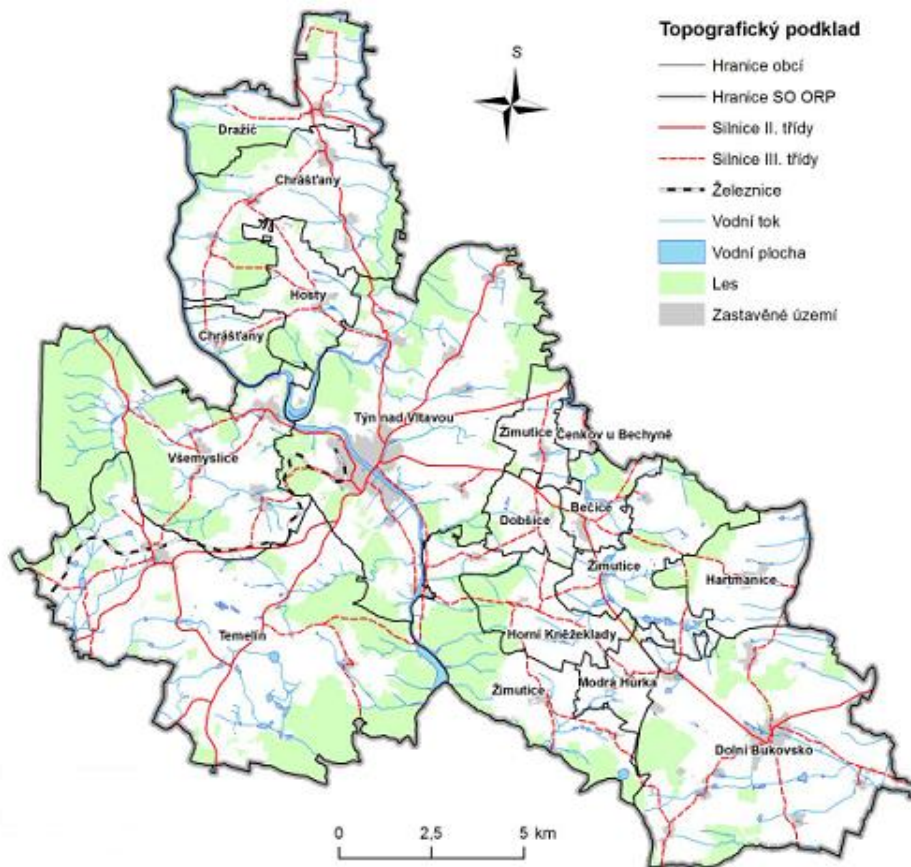 Topografický podklad
S
Hranice obcí
Hranice SO ORP
Silnice II. třídy
Silnice III. třídy
Železnice
Vodní tok
Vodní plocha
Les
Zastavěné území
Dražíč
Chrášťany
Hosty
Chrášťany
Týn nad Vltavou
Žimutice
Čenkov u Bechyně
Všemyslice
Bečice
Dobšice
Žimutice
Hartmanice
Temelín
Horní Kněžeklady
Žimutice
Modrá Hůrka
Dolní Bukovsko
0 2,5 5 km